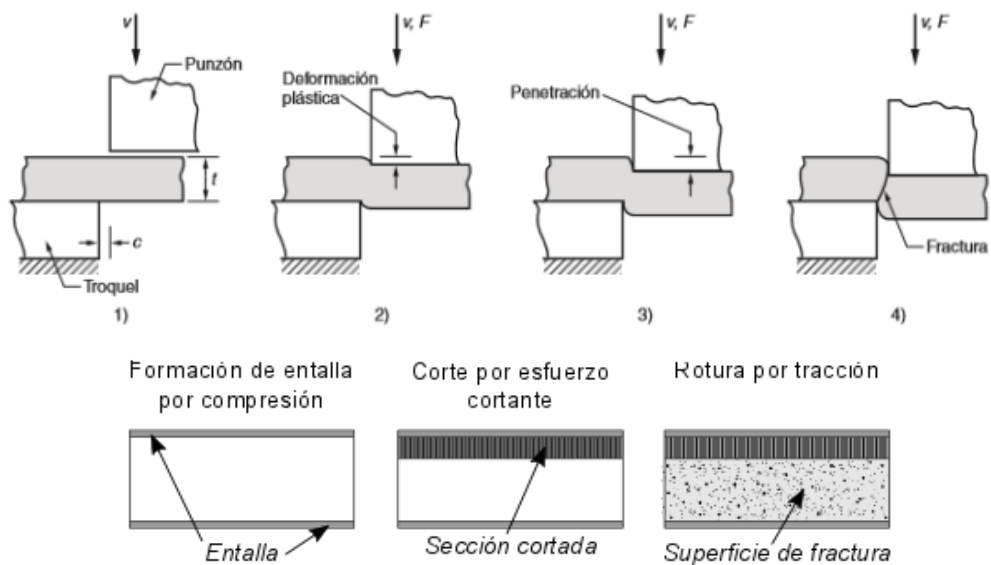 v
Punzón
t
c
Troquel
1)
v, F
Deformación
plástica
2)
v, F
Penetración
3)
v, F
Fractura
4)
Formación de entalla
por compresión
Entalla
Corte por esfuerzo
cortante
Sección cortada
Rotura por tracción
Superficie de fractura